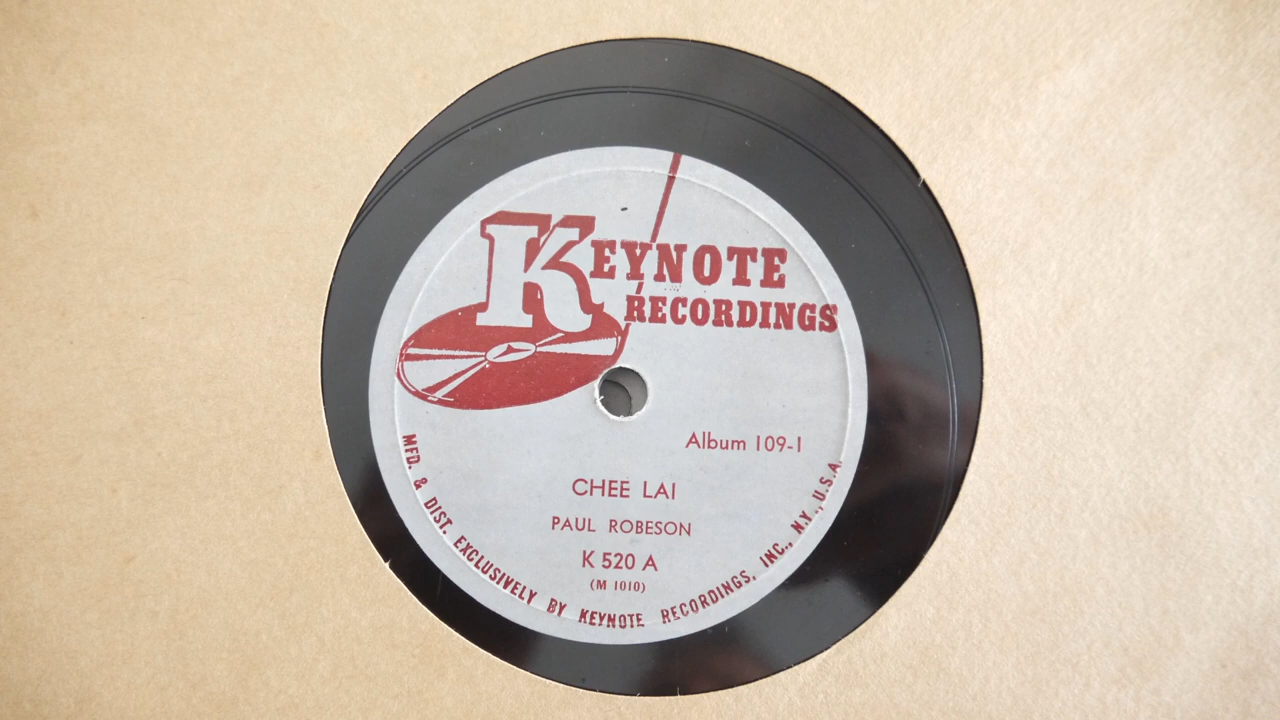 KEYNOTE
RECORDINGS
Album 109-1
CHEE LAI
PAUL ROBESON
K 520 A
(M 1010)
MFD. & DIST. EXCLUSIVELY BY KEYNOTE RECORDINGS, INC., N.Y., U.S.A.